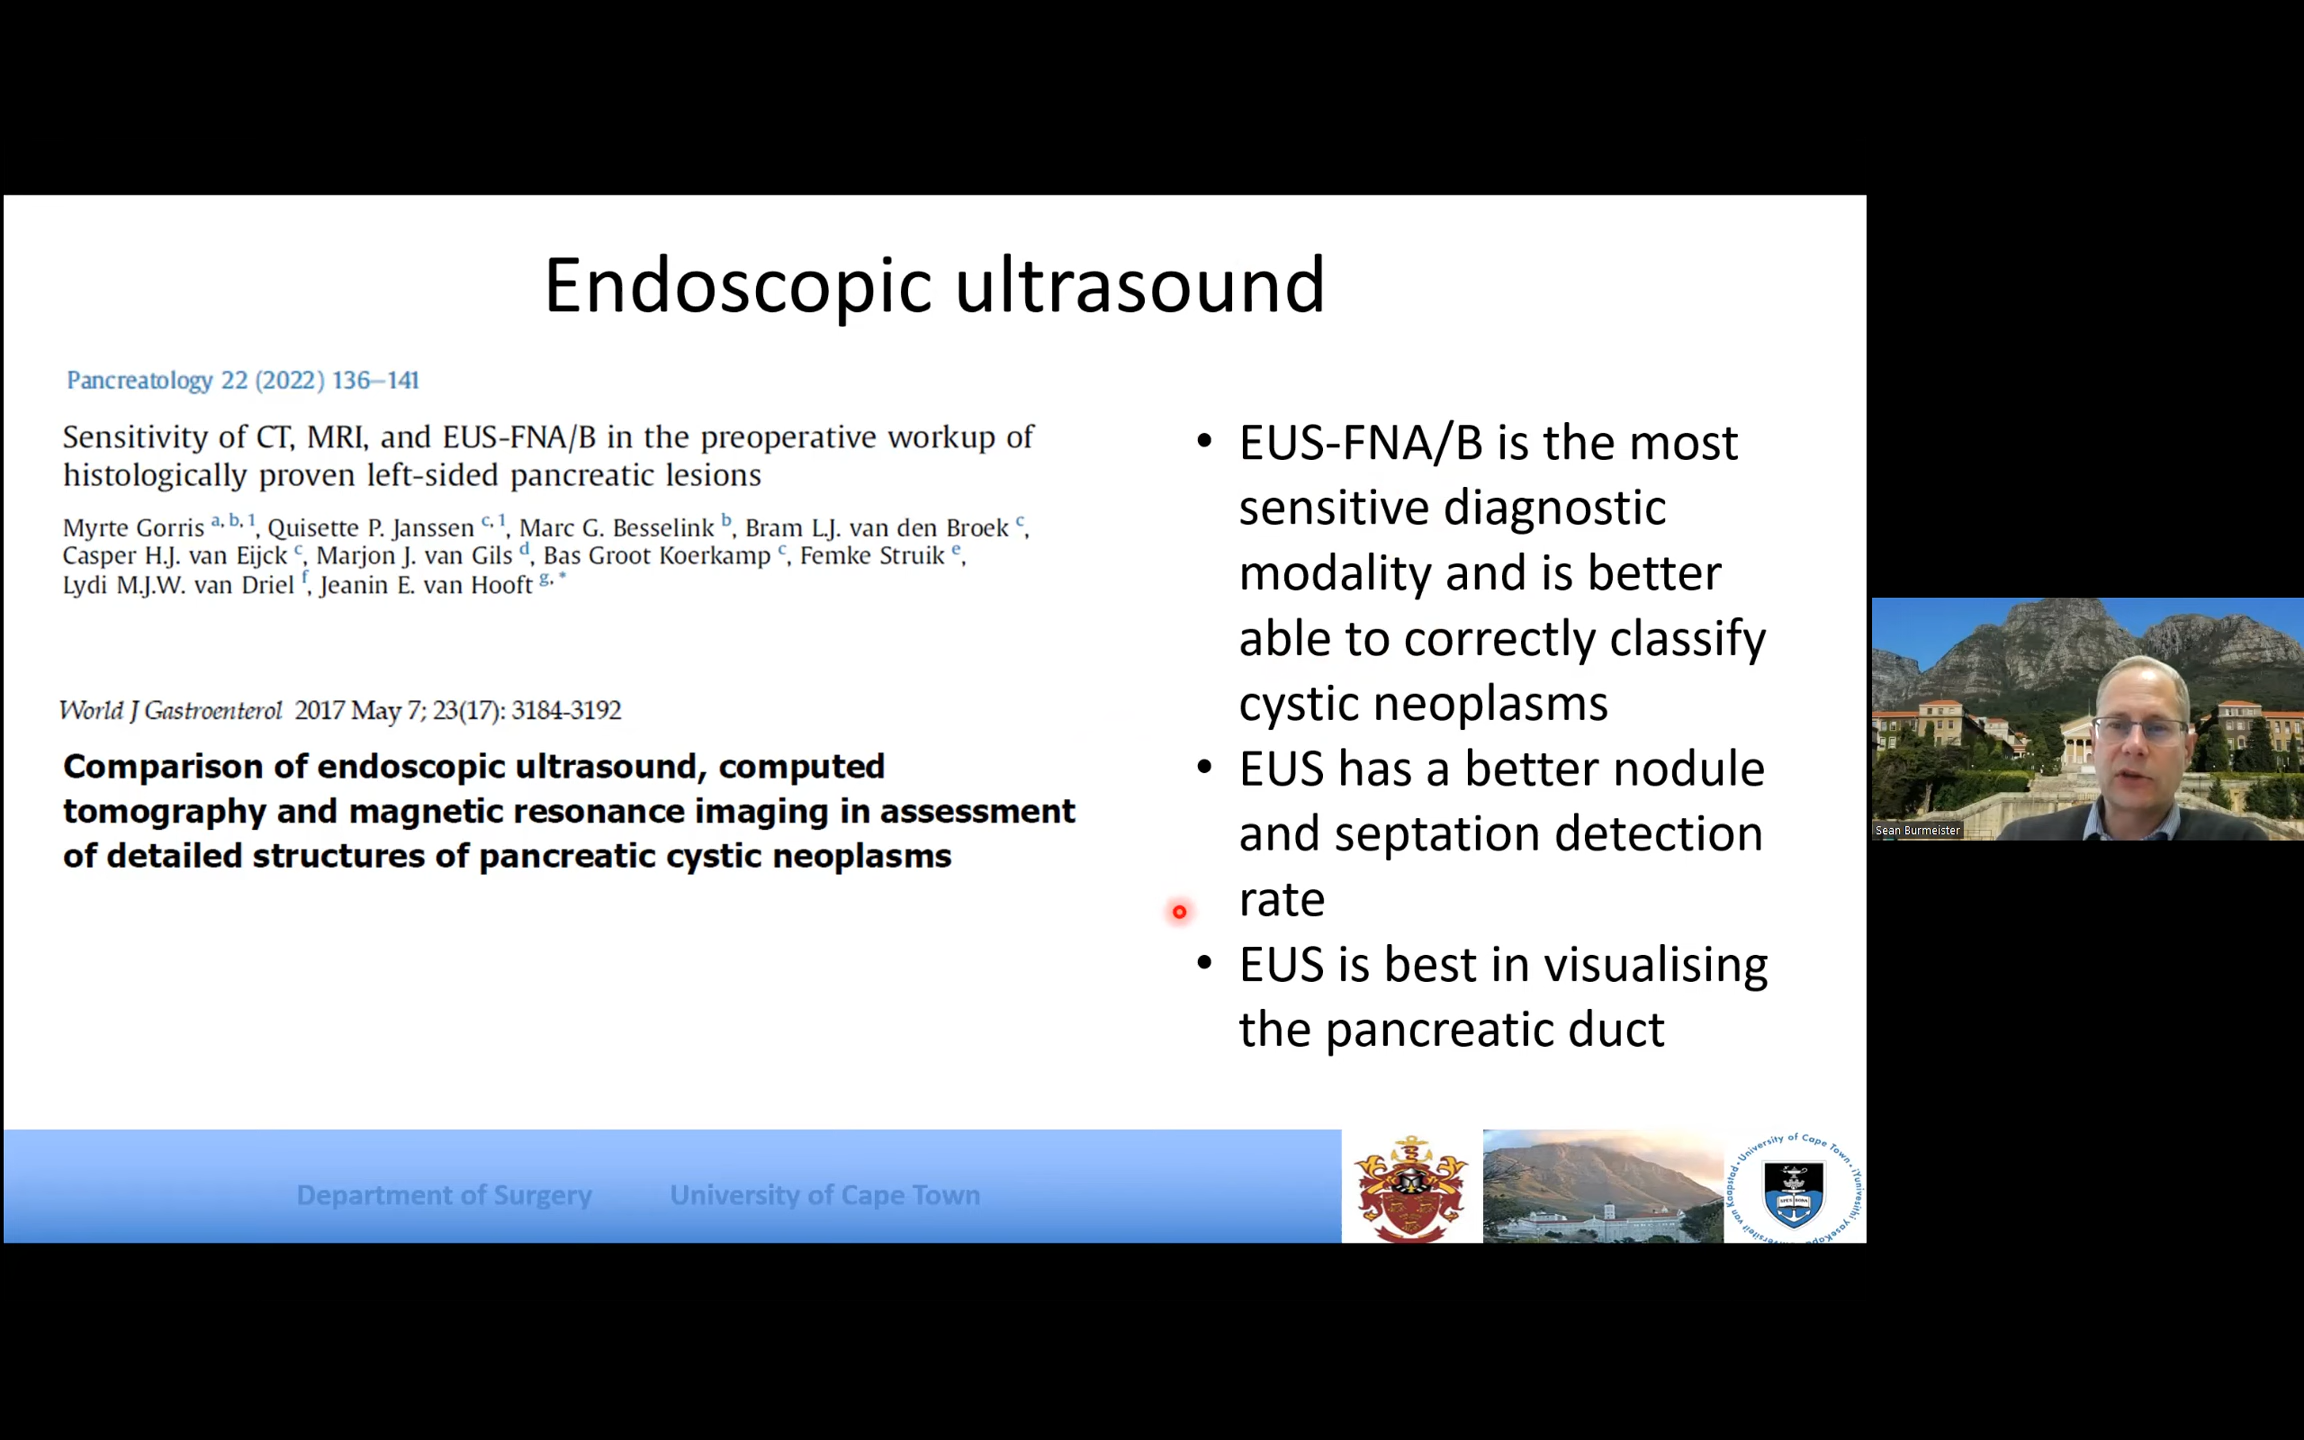 Endoscopic ultrasound
Pancreatology 22 (2022) 136–141
Sensitivity of CT, MRI, and EUS-FNA/B in the preoperative workup of
histologically proven left-sided pancreatic lesions
Myrte Gorris a, b, 1, Quisette P. Janssen c, 1, Marc G. Besselink b, Bram L.J. van den Broek c,
Casper H.J. van Eijck c, Marjon J. van Gils d, Bas Groot Koerkamp c, Femke Struik e,
Lydi M.J.W. van Driel f, Jeanin E. van Hooft g, *
World J Gastroenterol 2017 May 7; 23(17): 3184-3192
Comparison of endoscopic ultrasound, computed
tomography and magnetic resonance imaging in assessment
of detailed structures of pancreatic cystic neoplasms
• EUS-FNA/B is the most
sensitive diagnostic
modality and is better
able to correctly classify
cystic neoplasms
• EUS has a better nodule
and septation detection
rate
• EUS is best in visualising
the pancreatic duct
Sean Burmeister
Department of Surgery University of Cape Town
University of Cape Town